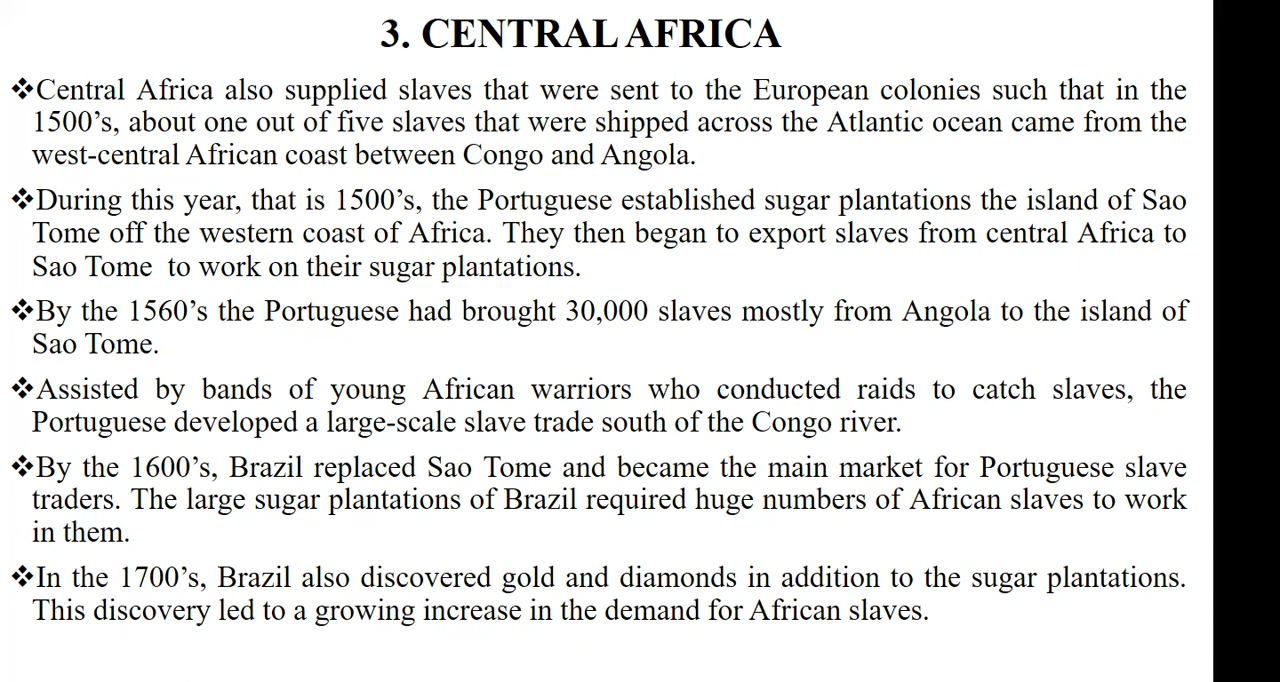 3. CENTRAL AFRICA
❖Central Africa also supplied slaves that were sent to the European colonies such that in the
1500’s, about one out of five slaves that were shipped across the Atlantic ocean came from the
west-central African coast between Congo and Angola.
❖During this year, that is 1500’s, the Portuguese established sugar plantations the island of Sao
Tome off the western coast of Africa. They then began to export slaves from central Africa to
Sao Tome  to work on their sugar plantations.
❖By the 1560’s the Portuguese had brought 30,000 slaves mostly from Angola to the island of
Sao Tome.
❖Assisted by bands of young African warriors who conducted raids to catch slaves, the
Portuguese developed a large-scale slave trade south of the Congo river.
❖By the 1600’s, Brazil replaced Sao Tome and became the main market for Portuguese slave
traders. The large sugar plantations of Brazil required huge numbers of African slaves to work
in them.
❖In the 1700’s, Brazil also discovered gold and diamonds in addition to the sugar plantations.
This discovery led to a growing increase in the demand for African slaves.